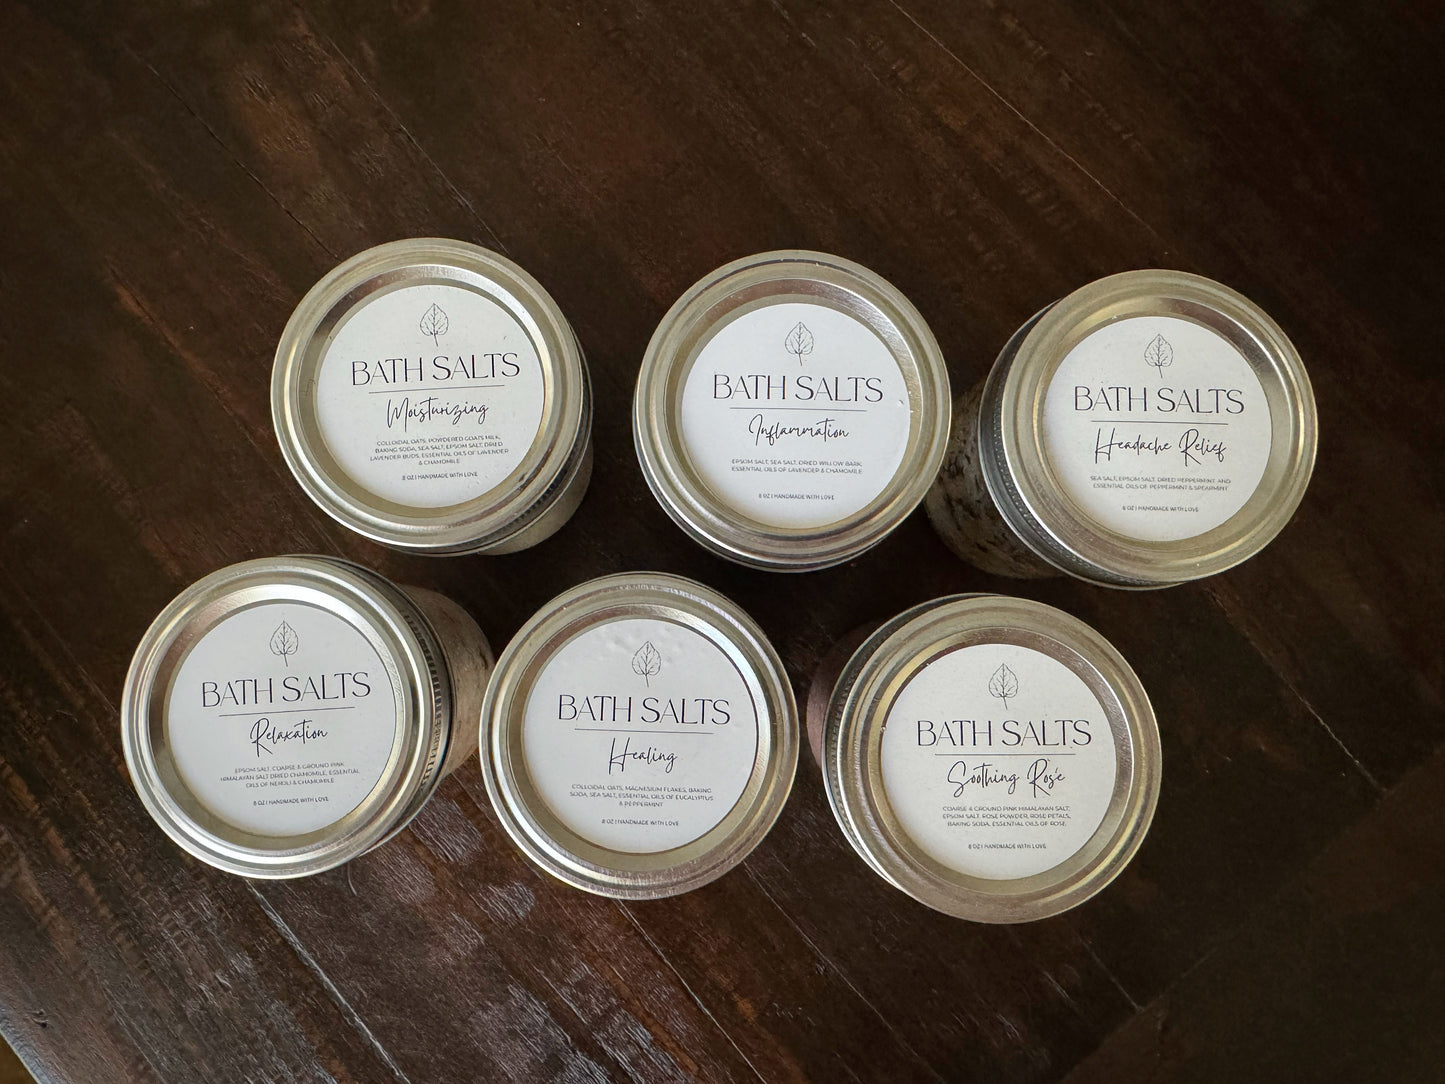 BATH SALTS
Moisturizing
COLLOIDAL OATS, POWDERED GOATS MILK,
BAKING SODA, SEA SALT, EPSOM SALT, DRIED
LAVENDER BUDS, ESSENTIAL OILS OF LAVENDER
& CHAMOMILE
8 OZ | HANDMADE WITH LOVE
BATH SALTS
Inflammation
EPSOM SALT, SEA SALT, DRIED WILLOW BARK,
ESSENTIAL OILS OF LAVENDER & CHAMOMILE
8 OZ | HANDMADE WITH LOVE
BATH SALTS
Headache Relief
SEA SALT, EPSOM SALT, DRIED PEPPERMINT AND
ESSENTIAL OILS OF PEPPERMINT & SPEARMINT
8 OZ | HANDMADE WITH LOVE
BATH SALTS
Relaxation
EPSOM SALT, COARSE & GROUND PINK
HIMALAYAN SALT DRIED CHAMOMILE, ESSENTIAL
OILS OF NEROLI & CHAMOMILE
8 OZ | HANDMADE WITH LOVE
BATH SALTS
Healing
COLLOIDAL OATS, MAGNESIUM FLAKES, BAKING
SODA, SEA SALT, ESSENTIAL OILS OF EUCALYPTUS
& PEPPERMINT
8 OZ | HANDMADE WITH LOVE
BATH SALTS
Soothing Rosé
COARSE & GROUND PINK HIMALAYAN SALT,
EPSOM SALT, ROSE POWDER, ROSE PETALS,
BAKING SODA, ESSENTIAL OILS OF ROSE
8 OZ | HANDMADE WITH LOVE